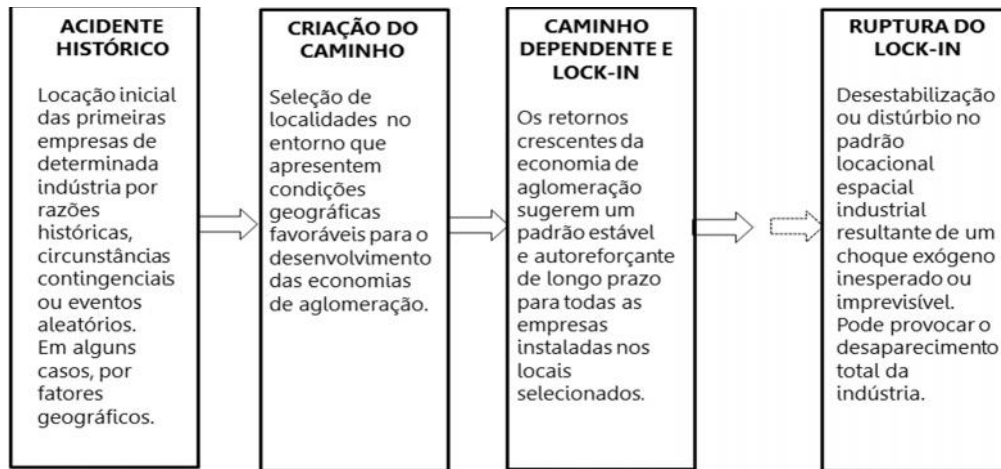 ACIDENTE
HISTÓRICO
Locação inicial
das primeiras
empresas de
determinada
indústria por
razões
históricas,
circunstâncias
contingenciais
ou eventos
aleatórios.
Em alguns
casos, por
fatores
geográficos.
CRIAÇÃO DO
CAMINHO
Seleção de
localidades no
entorno que
apresentem
condições
geográficas
favoráveis para o
desenvolvimento
das economias
de aglomeração.
CAMINHO
DEPENDENTE E
LOCK-IN
Os retornos
crescentes da
economia de
aglomeração
sugerem um
padrão estável
e autoreforçante
de longo prazo
para todas as
empresas
instaladas nos
locais
selecionados.
RUPTURA DO
LOCK-IN
Desestabilização
ou distúrbio no
padrão
locacional
espacial
industrial
resultante de um
choque exógeno
inesperado ou
imprevisível.
Pode provocar o
desaparecimento
total da
indústria.